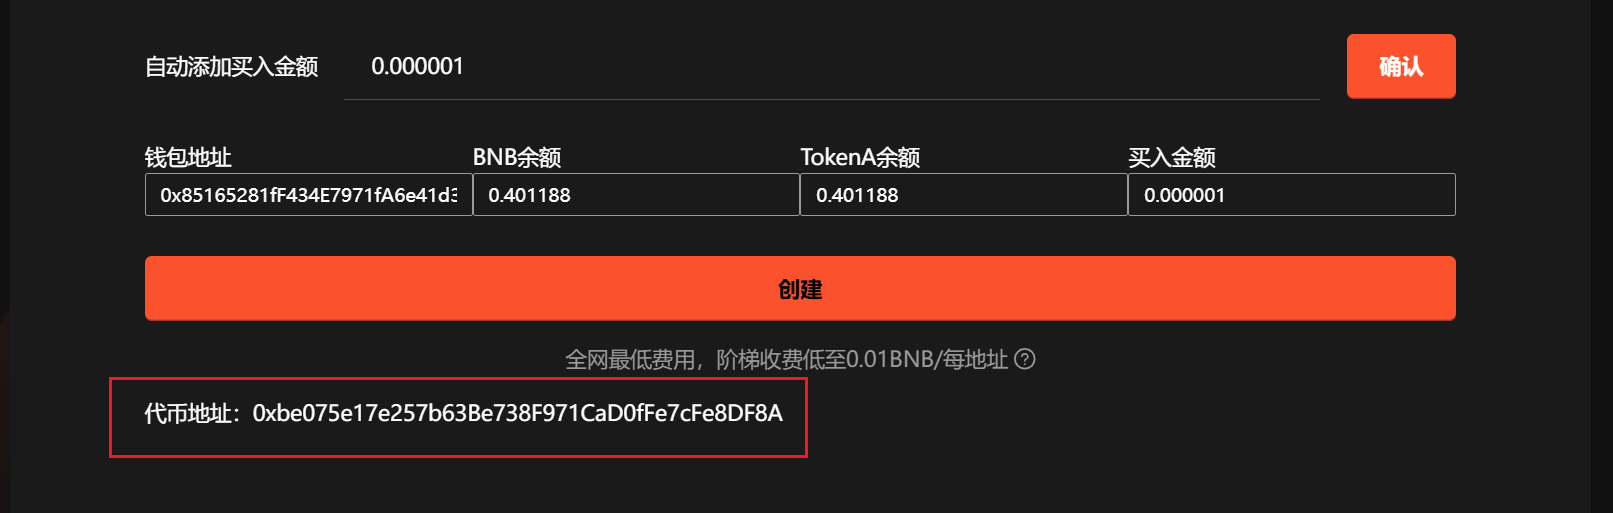 自动添加买入金额 0.000001 确认
钱包地址 BNB余额 TokenA余额 买入金额
0x85165281fF434E7971fA6e41d3 0.401188 0.401188 0.000001
创建
全网最低费用，阶梯收费低至0.01BNB/每地址 ?
代币地址：0xbe075e17e257b63Be738F971CaD0fFe7cFe8DF8A